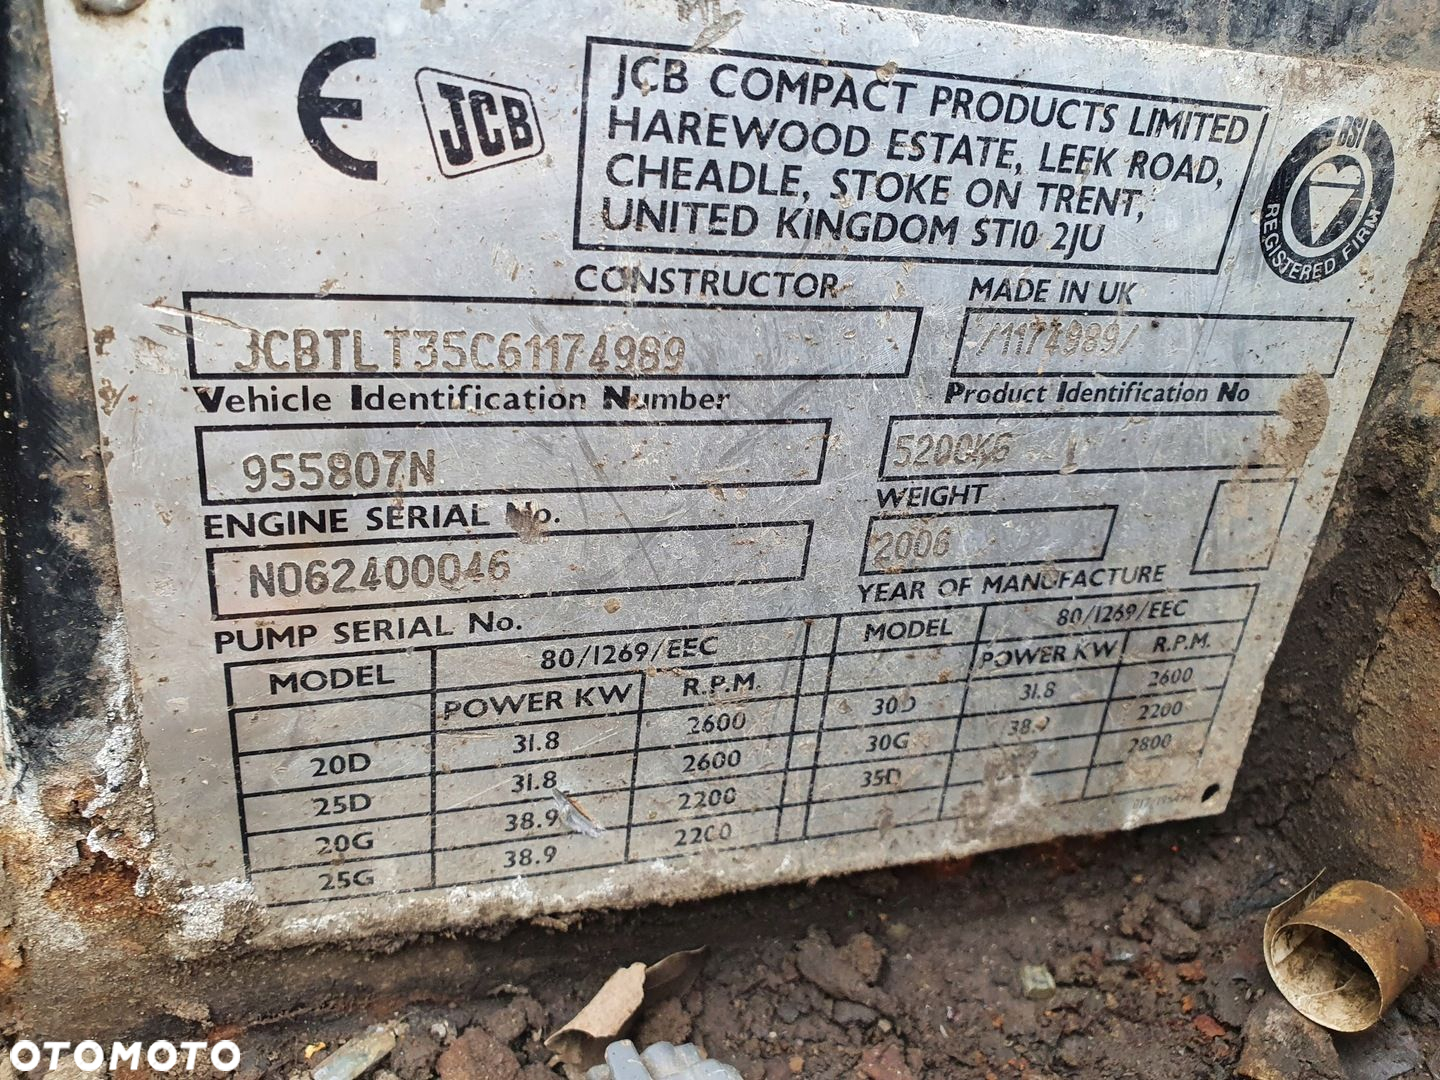 CE
JCB
JCB COMPACT PRODUCTS LIMITED
HAREWOOD ESTATE, LEEK ROAD,
CHEADLE, STOKE ON TRENT,
UNITED KINGDOM ST10 2JU
BSI
REGISTERED FIRM
CONSTRUCTOR
MADE IN UK
JCBTLT35C61174989
/1174989/
Vehicle Identification Number
Product Identification No
955807N
5200KG
ENGINE SERIAL No.
WEIGHT
N062400046
2006
PUMP SERIAL No.
YEAR OF MANUFACTURE
MODEL 80/1269/EEC MODEL 80/1269/EEC
POWER KW R.P.M. POWER KW R.P.M.
20D 31.8 2600 30D 31.8 2600
25D 31.8 2600 30G 38.9 2200
20G 38.9 2200 35D 2800
25G 38.9 2200
OTOMOTO